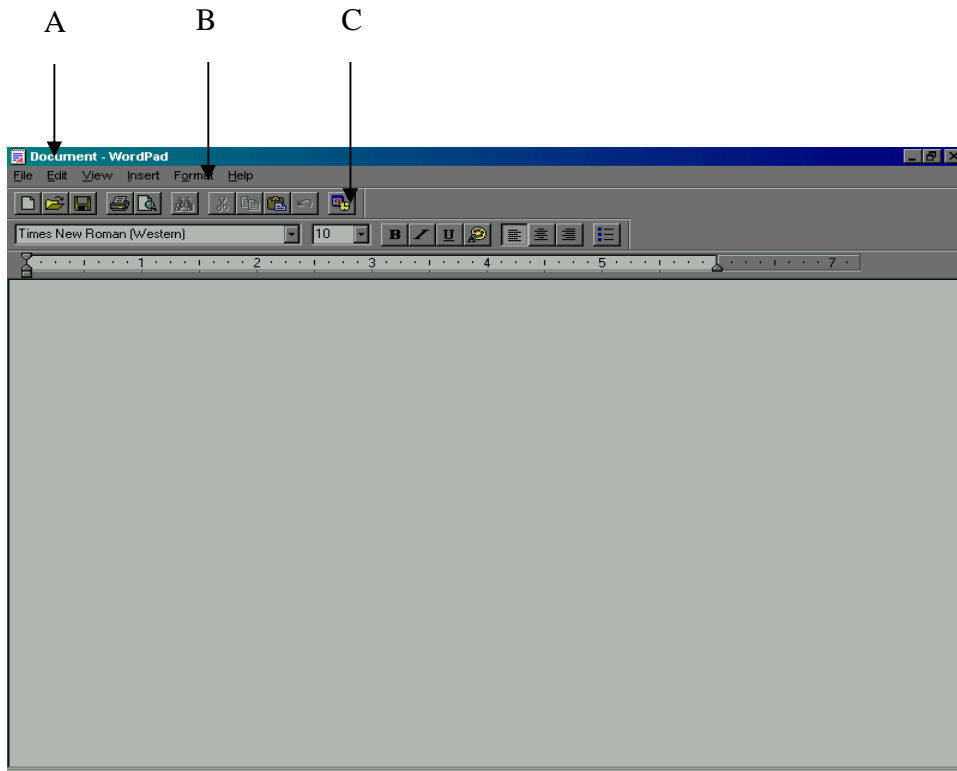 A B C
Document - WordPad
File Edit View Insert Format Help
Times New Roman (Western) 10 B I U
1 2 3 4 5 7